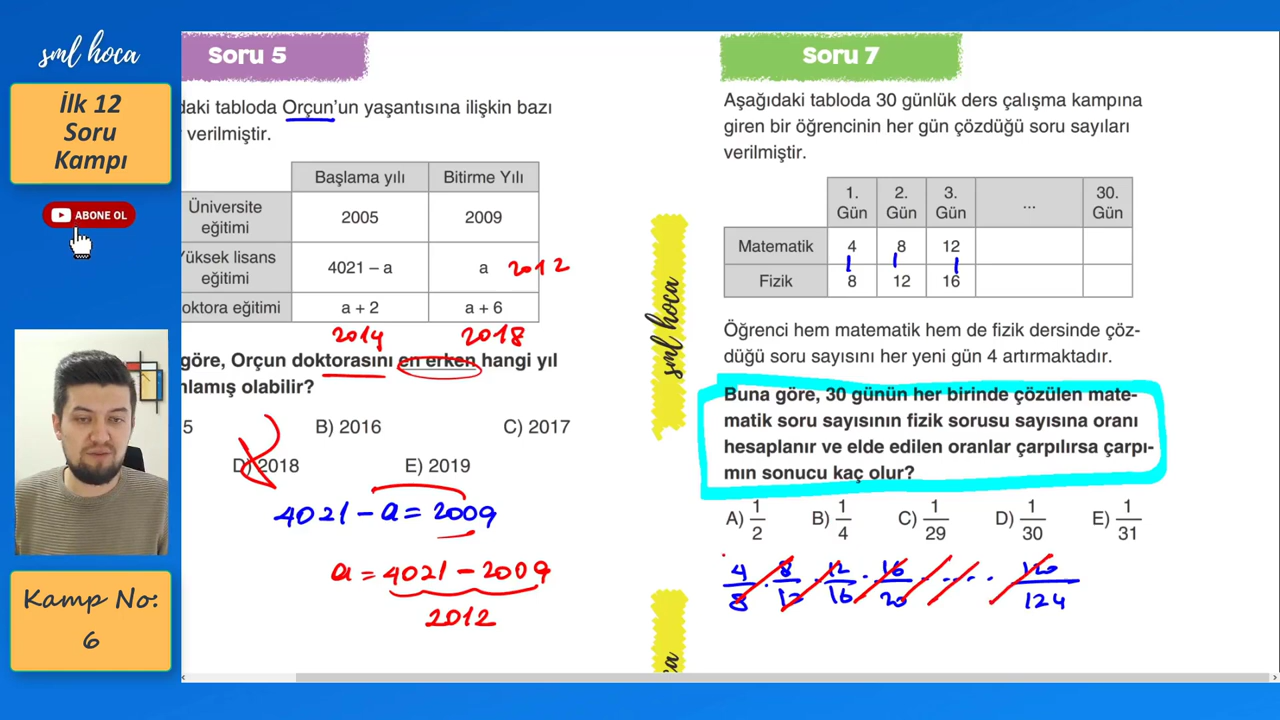 sml hoca
İlk 12
Soru
Kampı
ABONE OL
Kamp No:
6
Soru 5
daki tabloda Orçun'un yaşantısına ilişkin bazı
verilmiştir.
Başlama yılı Bitirme Yılı
Üniversite eğitimi 2005 2009
Yüksek lisans eğitimi 4021 – a a 2012
oktora eğitimi a + 2 a + 6
2014 2018
göre, Orçun doktorasını en erken hangi yıl
nlamış olabilir?
5 B) 2016 C) 2017
D) 2018 E) 2019
4021 – a = 2009
a = 4021 – 2009
2012
sml hoca
ca
Soru 7
Aşağıdaki tabloda 30 günlük ders çalışma kampına
giren bir öğrencinin her gün çözdüğü soru sayıları
verilmiştir.
1. Gün 2. Gün 3. Gün ... 30. Gün
Matematik 4 8 12
Fizik 8 12 16
Öğrenci hem matematik hem de fizik dersinde çöz-
düğü soru sayısını her yeni gün 4 artırmaktadır.
Buna göre, 30 günün her birinde çözülen mate-
matik soru sayısının fizik sorusu sayısına oranı
hesaplanır ve elde edilen oranlar çarpılırsa çarpı-
mın sonucu kaç olur?
A) 1/2 B) 1/4 C) 1/29 D) 1/30 E) 1/31
4/8 · 8/12 · 12/16 · 16/20 · · · · · · 120/124